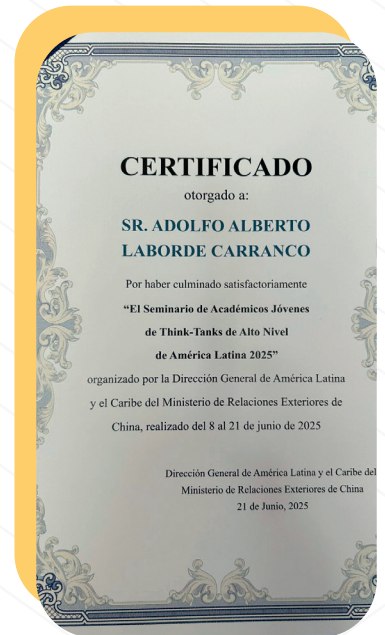 CERTIFICADO
otorgado a:
SR. ADOLFO ALBERTO
LABORDE CARRANCO
Por haber culminado satisfactoriamente
“El Seminario de Académicos Jóvenes
de Think-Tanks de Alto Nivel
de América Latina 2025”
organizado por la Dirección General de América Latina
y el Caribe del Ministerio de Relaciones Exteriores de
China, realizado del 8 al 21 de junio de 2025
Dirección General de América Latina y el Caribe del
Ministerio de Relaciones Exteriores de China
21 de Junio, 2025